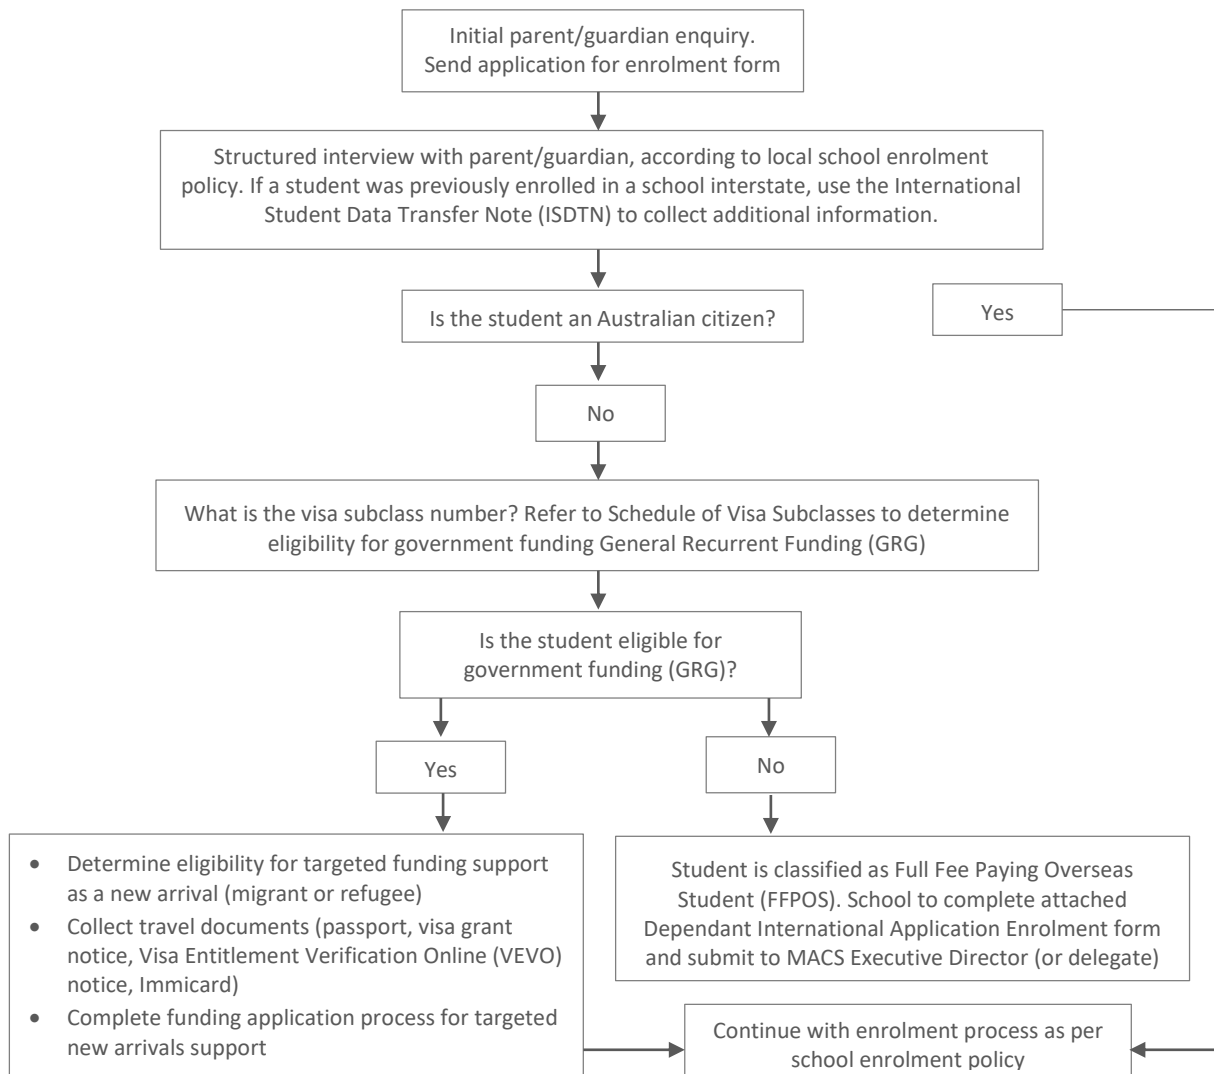 Initial parent/guardian enquiry.
Send application for enrolment form
Structured interview with parent/guardian, according to local school enrolment
policy. If a student was previously enrolled in a school interstate, use the International
Student Data Transfer Note (ISDTN) to collect additional information.
Is the student an Australian citizen?
Yes
No
What is the visa subclass number? Refer to Schedule of Visa Subclasses to determine
eligibility for government funding General Recurrent Funding (GRG)
Is the student eligible for
government funding (GRG)?
Yes
No
• Determine eligibility for targeted funding support
as a new arrival (migrant or refugee)
• Collect travel documents (passport, visa grant
notice, Visa Entitlement Verification Online (VEVO)
notice, Immicard)
• Complete funding application process for targeted
new arrivals support
Student is classified as Full Fee Paying Overseas
Student (FFPOS). School to complete attached
Dependant International Application Enrolment form
and submit to MACS Executive Director (or delegate)
Continue with enrolment process as per
school enrolment policy